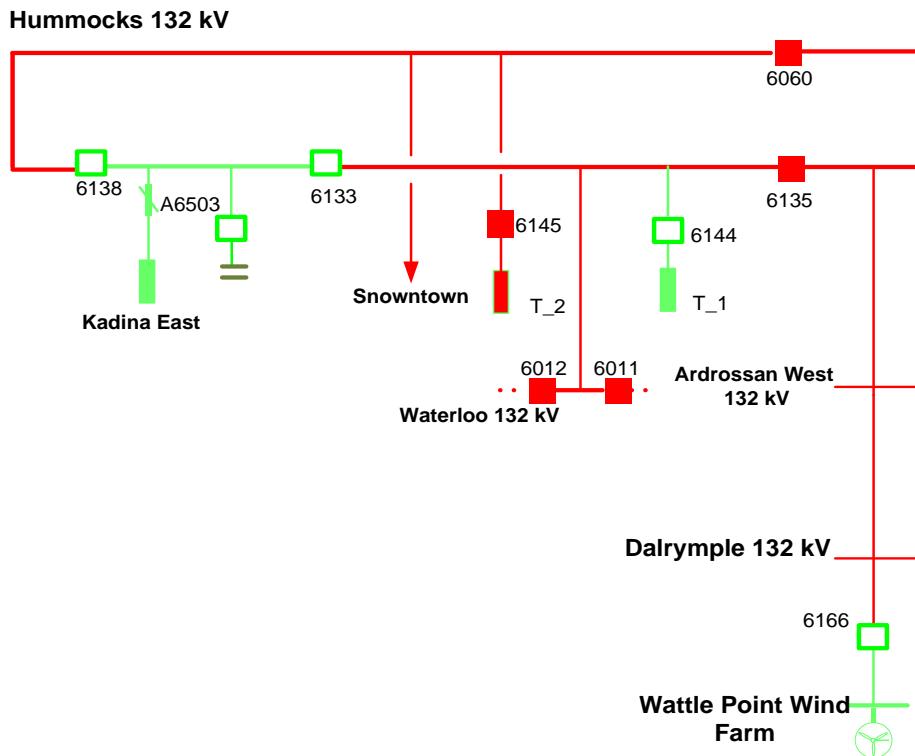 Hummocks 132 kV
6060
6138
A6503
6133
6135
6145
6144
Snowntown
T_2
T_1
Kadina East
6012
6011
Ardrossan West
132 kV
Waterloo 132 kV
Dalrymple 132 kV
6166
Wattle Point Wind
Farm